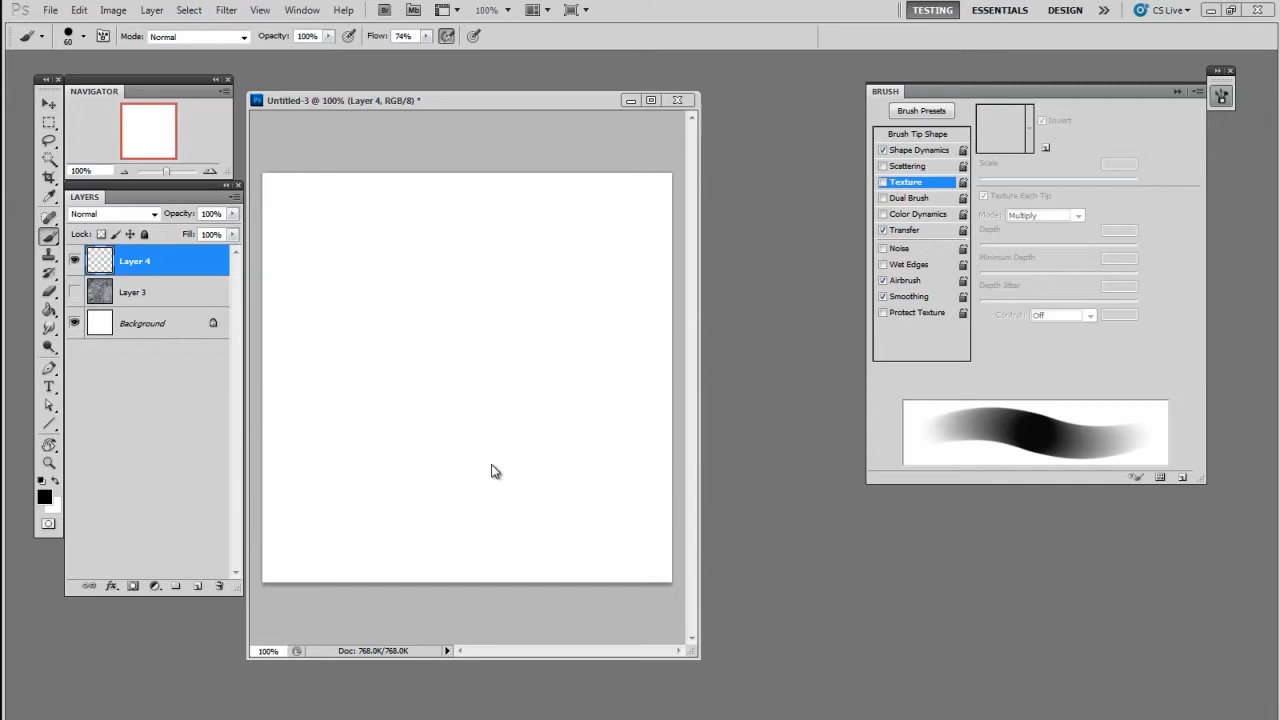 Ps File Edit Image Layer Select Filter View Window Help Br Mb 100% TESTING ESSENTIALS DESIGN CS Live
60 Mode: Normal Opacity: 100% Flow: 74%
NAVIGATOR
100%
LAYERS
Normal Opacity: 100%
Lock: Fill: 100%
Layer 4
Layer 3
Background
T
Ps Untitled-3 @ 100% (Layer 4, RGB/8) *
100% Doc: 768.0K/768.0K
BRUSH
Brush Presets
Brush Tip Shape
Shape Dynamics
Scattering
Texture
Dual Brush
Color Dynamics
Transfer
Noise
Wet Edges
Airbrush
Smoothing
Protect Texture
Invert
Scale
Texture Each Tip
Mode: Multiply
Depth
Minimum Depth
Depth Jitter
Control: Off